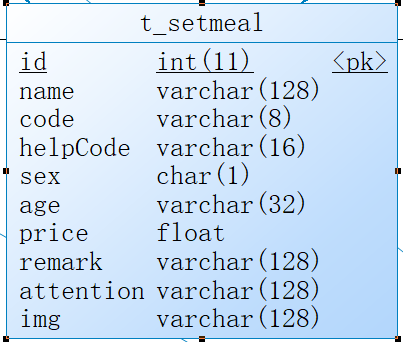 t_setmeal
id int(11) <pk>
name varchar(128)
code varchar(8)
helpCode varchar(16)
sex char(1)
age varchar(32)
price float
remark varchar(128)
attention varchar(128)
img varchar(128)